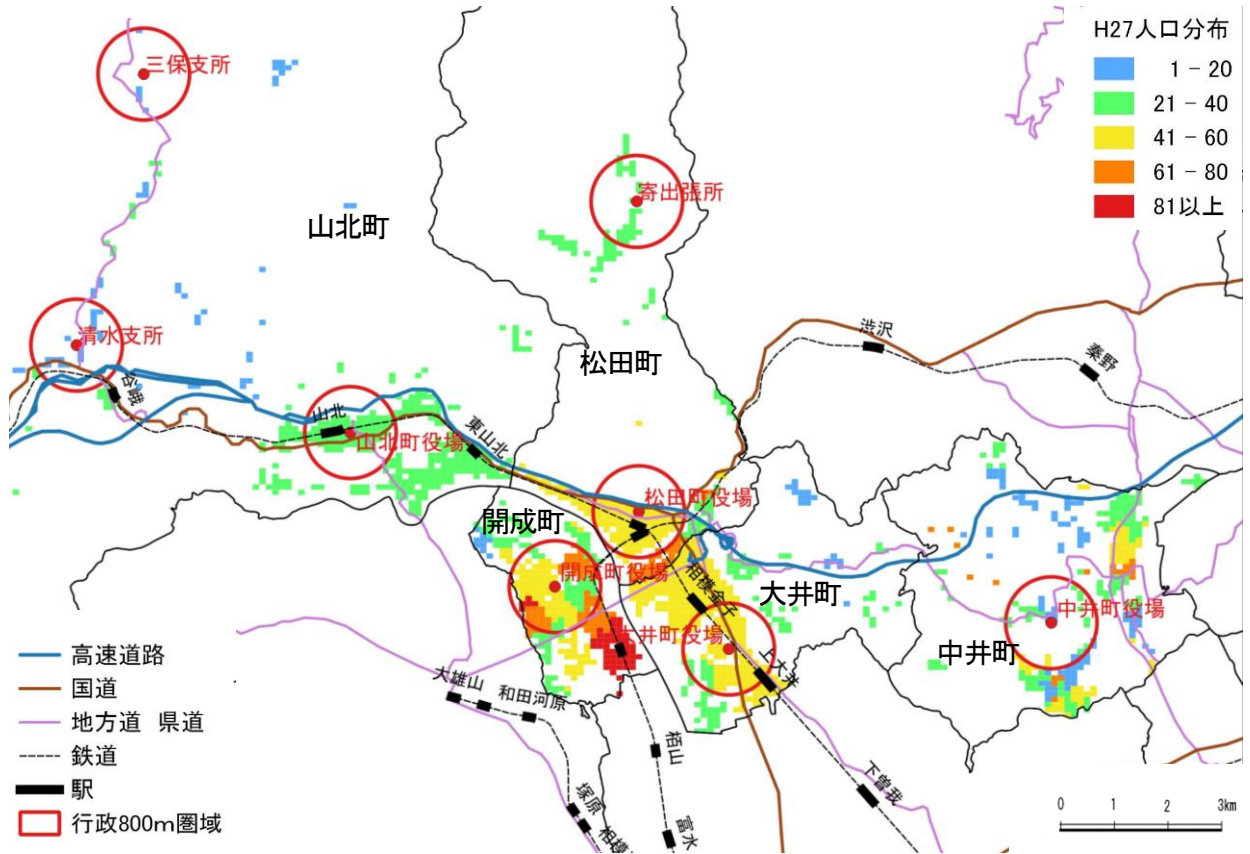 H27人口分布
1 - 20
21 - 40
41 - 60
61 - 80
81以上
三保支所
寄出張所
山北町
清水支所
松田町
渋沢
秦野
谷峨
山北
山北町役場
東山北
松田町役場
開成町
開成町役場
相模金子
大井町
中井町役場
大井町役場
中井町
上大井
大雄山
和田河原
栢山
下曽我
塚原
相模
富水
高速道路
国道
地方道 県道
鉄道
駅
行政800m圏域
0 1 2 3km